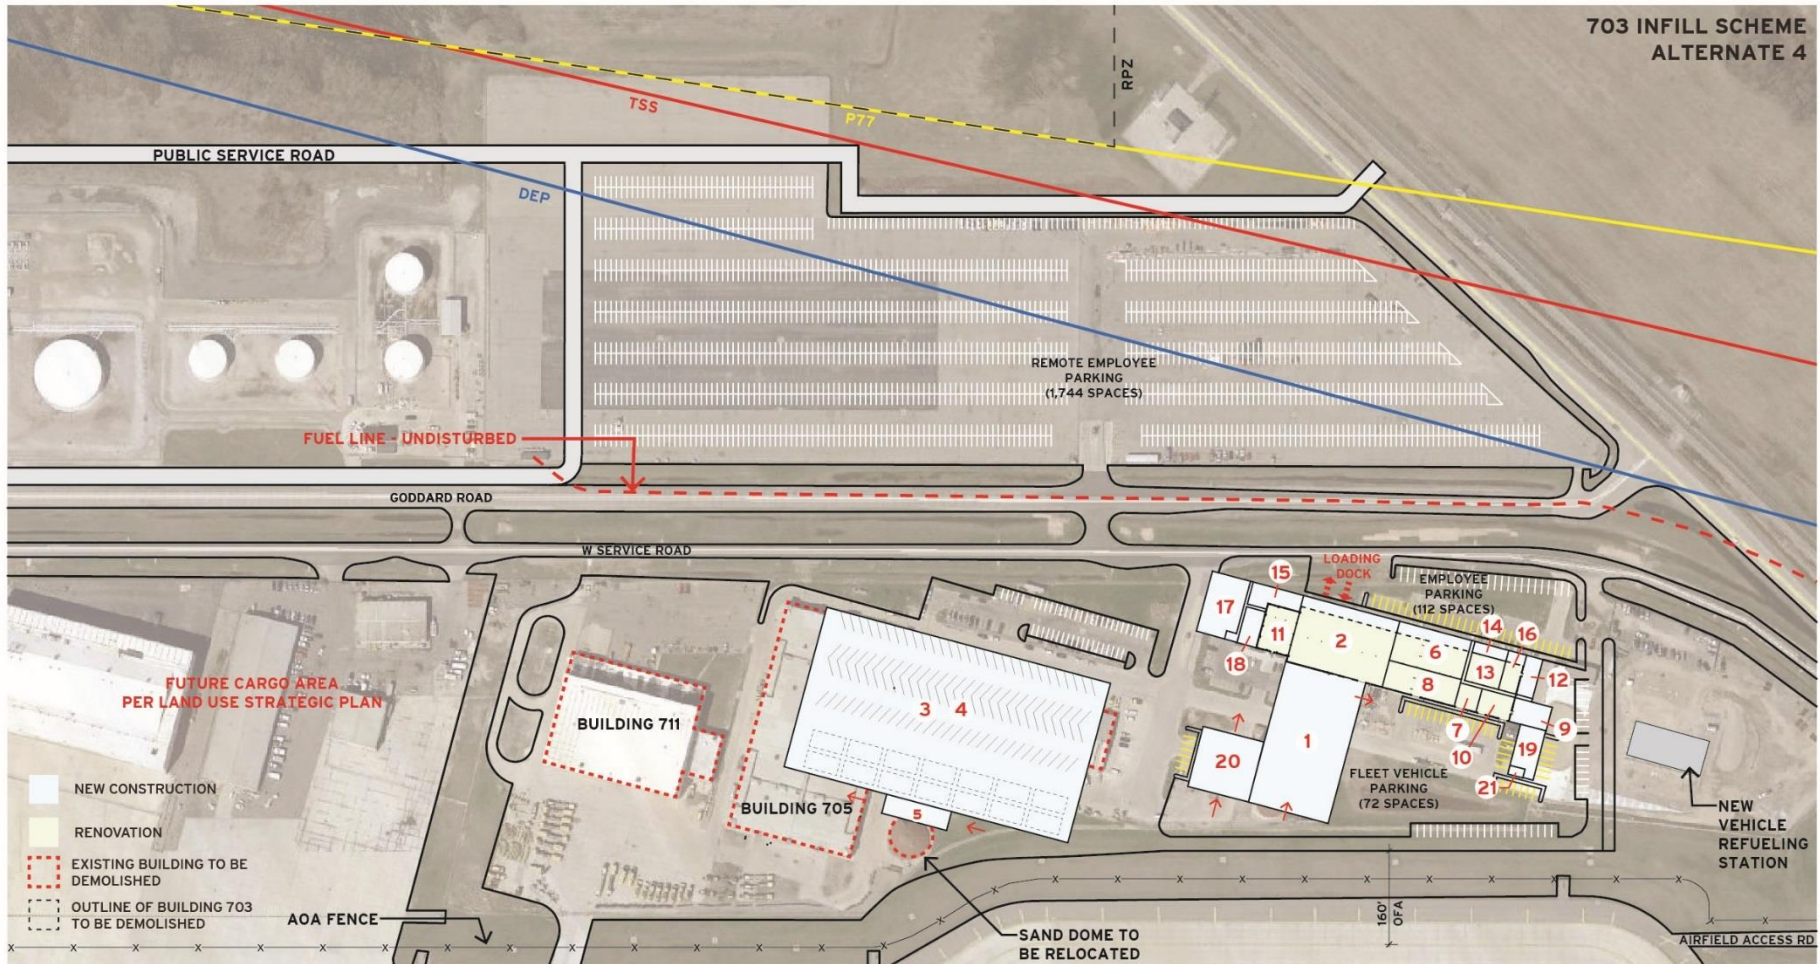 703 INFILL SCHEME
ALTERNATE 4
RPZ
TSS
P77
PUBLIC SERVICE ROAD
DEP
REMOTE EMPLOYEE
PARKING
(1,744 SPACES)
FUEL LINE - UNDISTURBED
GODDARD ROAD
W SERVICE ROAD
LOADING
DOCK
EMPLOYEE
PARKING
(112 SPACES)
15
17
11
2
6
14
16
13
12
18
8
7
9
10
19
21
3 4
1
20
5
FUTURE CARGO AREA
PER LAND USE STRATEGIC PLAN
BUILDING 711
BUILDING 705
FLEET VEHICLE
PARKING
(72 SPACES)
NEW
VEHICLE
REFUELING
STATION
NEW CONSTRUCTION
RENOVATION
EXISTING BUILDING TO BE
DEMOLISHED
OUTLINE OF BUILDING 703
TO BE DEMOLISHED
AOA FENCE
SAND DOME TO
BE RELOCATED
160'
OFA
AIRFIELD ACCESS RD